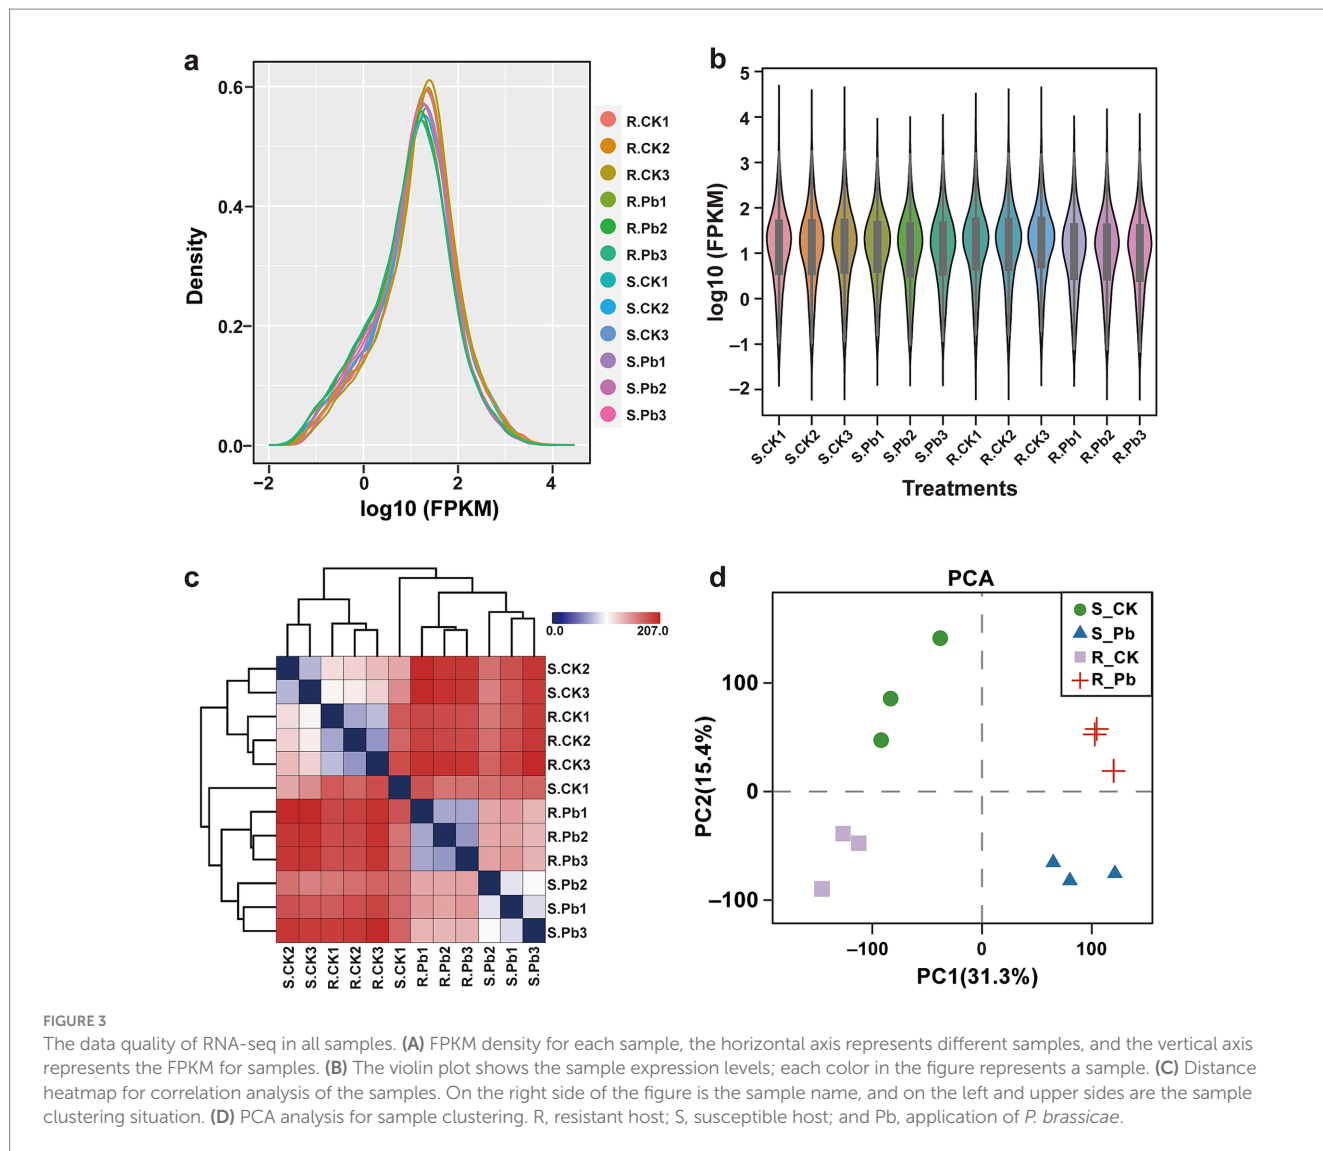 a
0.6
0.4
0.2
0.0
Density
−2
0
2
4
log10 (FPKM)
R.CK1
R.CK2
R.CK3
R.Pb1
R.Pb2
R.Pb3
S.CK1
S.CK2
S.CK3
S.Pb1
S.Pb2
S.Pb3
b
5
4
3
2
1
0
−1
−2
log10 (FPKM)
S.CK1
S.CK2
S.CK3
S.Pb1
S.Pb2
S.Pb3
R.CK1
R.CK2
R.CK3
R.Pb1
R.Pb2
R.Pb3
Treatments
c
0.0
207.0
S.CK2
S.CK3
R.CK1
R.CK2
R.CK3
S.CK1
R.Pb1
R.Pb2
R.Pb3
S.Pb2
S.Pb1
S.Pb3
S.CK2
S.CK3
R.CK1
R.CK2
R.CK3
S.CK1
R.Pb1
R.Pb2
R.Pb3
S.Pb2
S.Pb1
S.Pb3
d
PCA
S_CK
S_Pb
R_CK
R_Pb
100
0
−100
PC2(15.4%)
−100
0
100
PC1(31.3%)
FIGURE 3
The data quality of RNA-seq in all samples. (A) FPKM density for each sample, the horizontal axis represents different samples, and the vertical axis
represents the FPKM for samples. (B) The violin plot shows the sample expression levels; each color in the figure represents a sample. (C) Distance
heatmap for correlation analysis of the samples. On the right side of the figure is the sample name, and on the left and upper sides are the sample
clustering situation. (D) PCA analysis for sample clustering. R, resistant host; S, susceptible host; and Pb, application of P. brassicae.